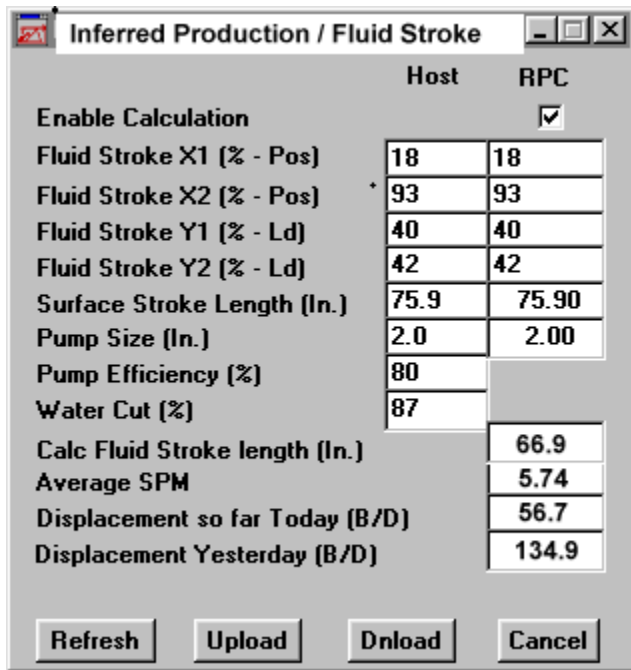 Inferred Production / Fluid Stroke
Host RPC
Enable Calculation
Fluid Stroke X1 (% - Pos) 18 18
Fluid Stroke X2 (% - Pos) 93 93
Fluid Stroke Y1 (% - Ld) 40 40
Fluid Stroke Y2 (% - Ld) 42 42
Surface Stroke Length (In.) 75.9 75.90
Pump Size (In.) 2.0 2.00
Pump Efficiency (%) 80
Water Cut (%) 87
Calc Fluid Stroke length (In.) 66.9
Average SPM 5.74
Displacement so far Today (B/D) 56.7
Displacement Yesterday (B/D) 134.9
Refresh Upload Dnload Cancel